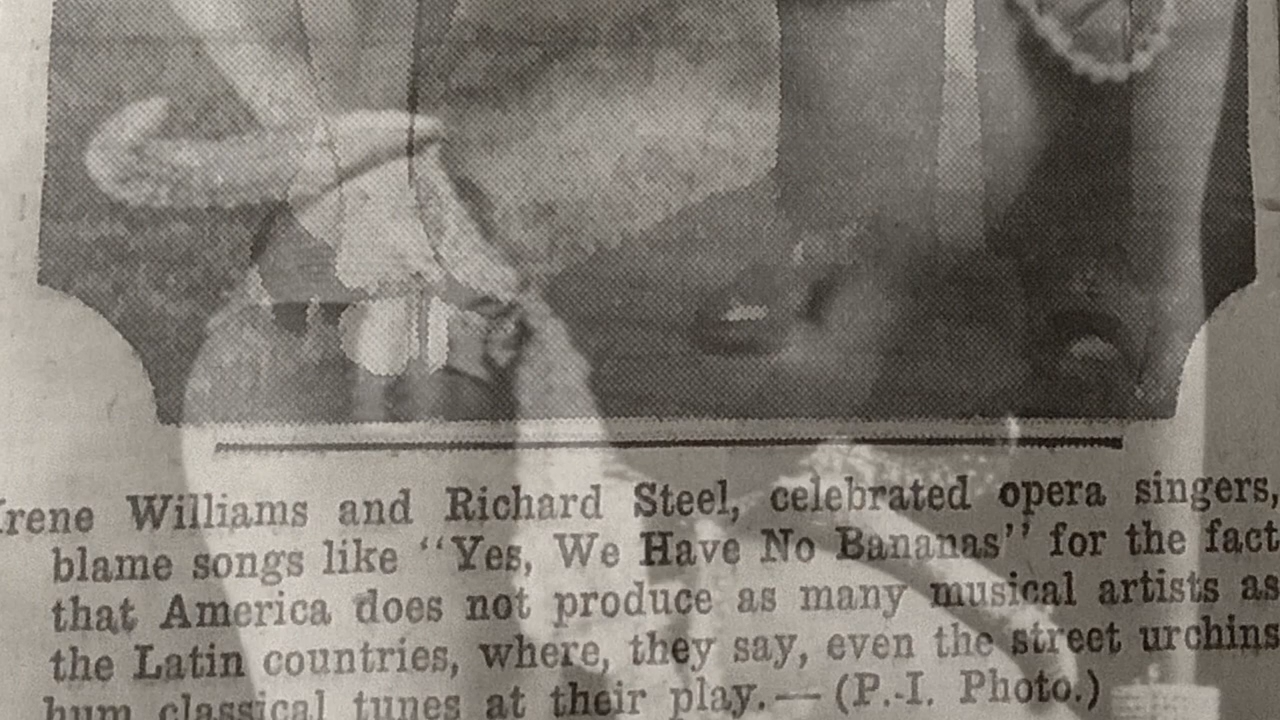 Irene Williams and Richard Steel, celebrated opera singers,
blame songs like “Yes, We Have No Bananas” for the fact
that America does not produce as many musical artists as
the Latin countries, where, they say, even the street urchins
hum classical tunes at their play.—(P.-I. Photo.)